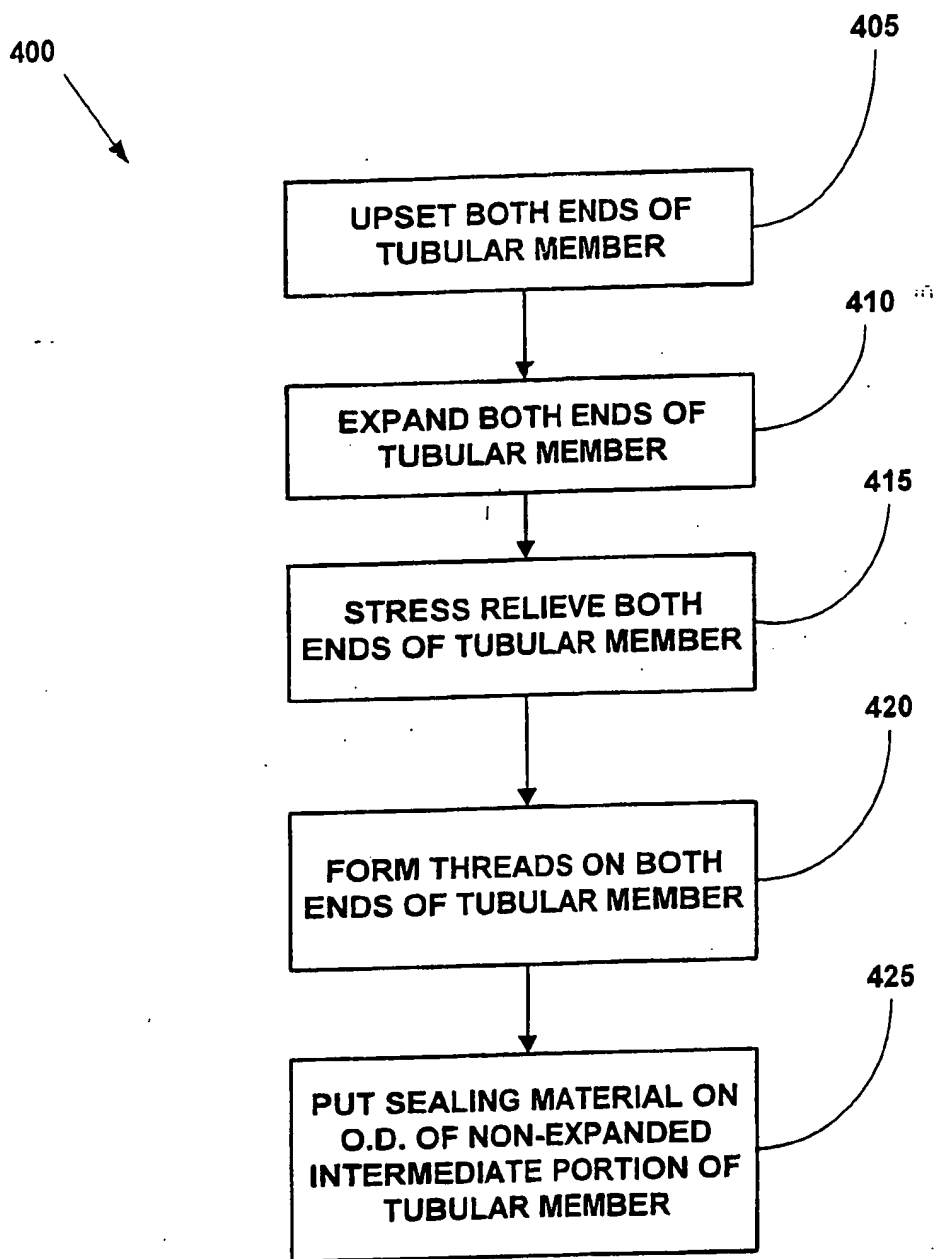 400
405
UPSET BOTH ENDS OF
TUBULAR MEMBER
410
EXPAND BOTH ENDS OF
TUBULAR MEMBER
415
STRESS RELIEVE BOTH
ENDS OF TUBULAR MEMBER
420
FORM THREADS ON BOTH
ENDS OF TUBULAR MEMBER
425
PUT SEALING MATERIAL ON
O.D. OF NON-EXPANDED
INTERMEDIATE PORTION OF
TUBULAR MEMBER